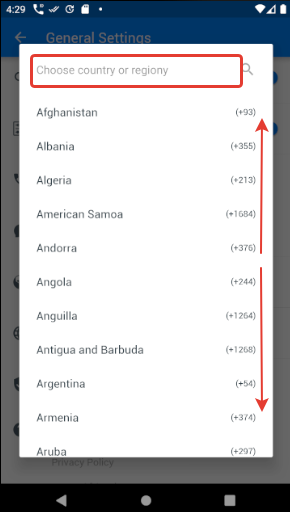 4:29
General Settings
Choose country or regiony
Afghanistan (+93)
Albania (+355)
Algeria (+213)
American Samoa (+1684)
Andorra (+376)
Angola (+244)
Anguilla (+1264)
Antigua and Barbuda (+1268)
Argentina (+54)
Armenia (+374)
Aruba (+297)
Privacy Policy